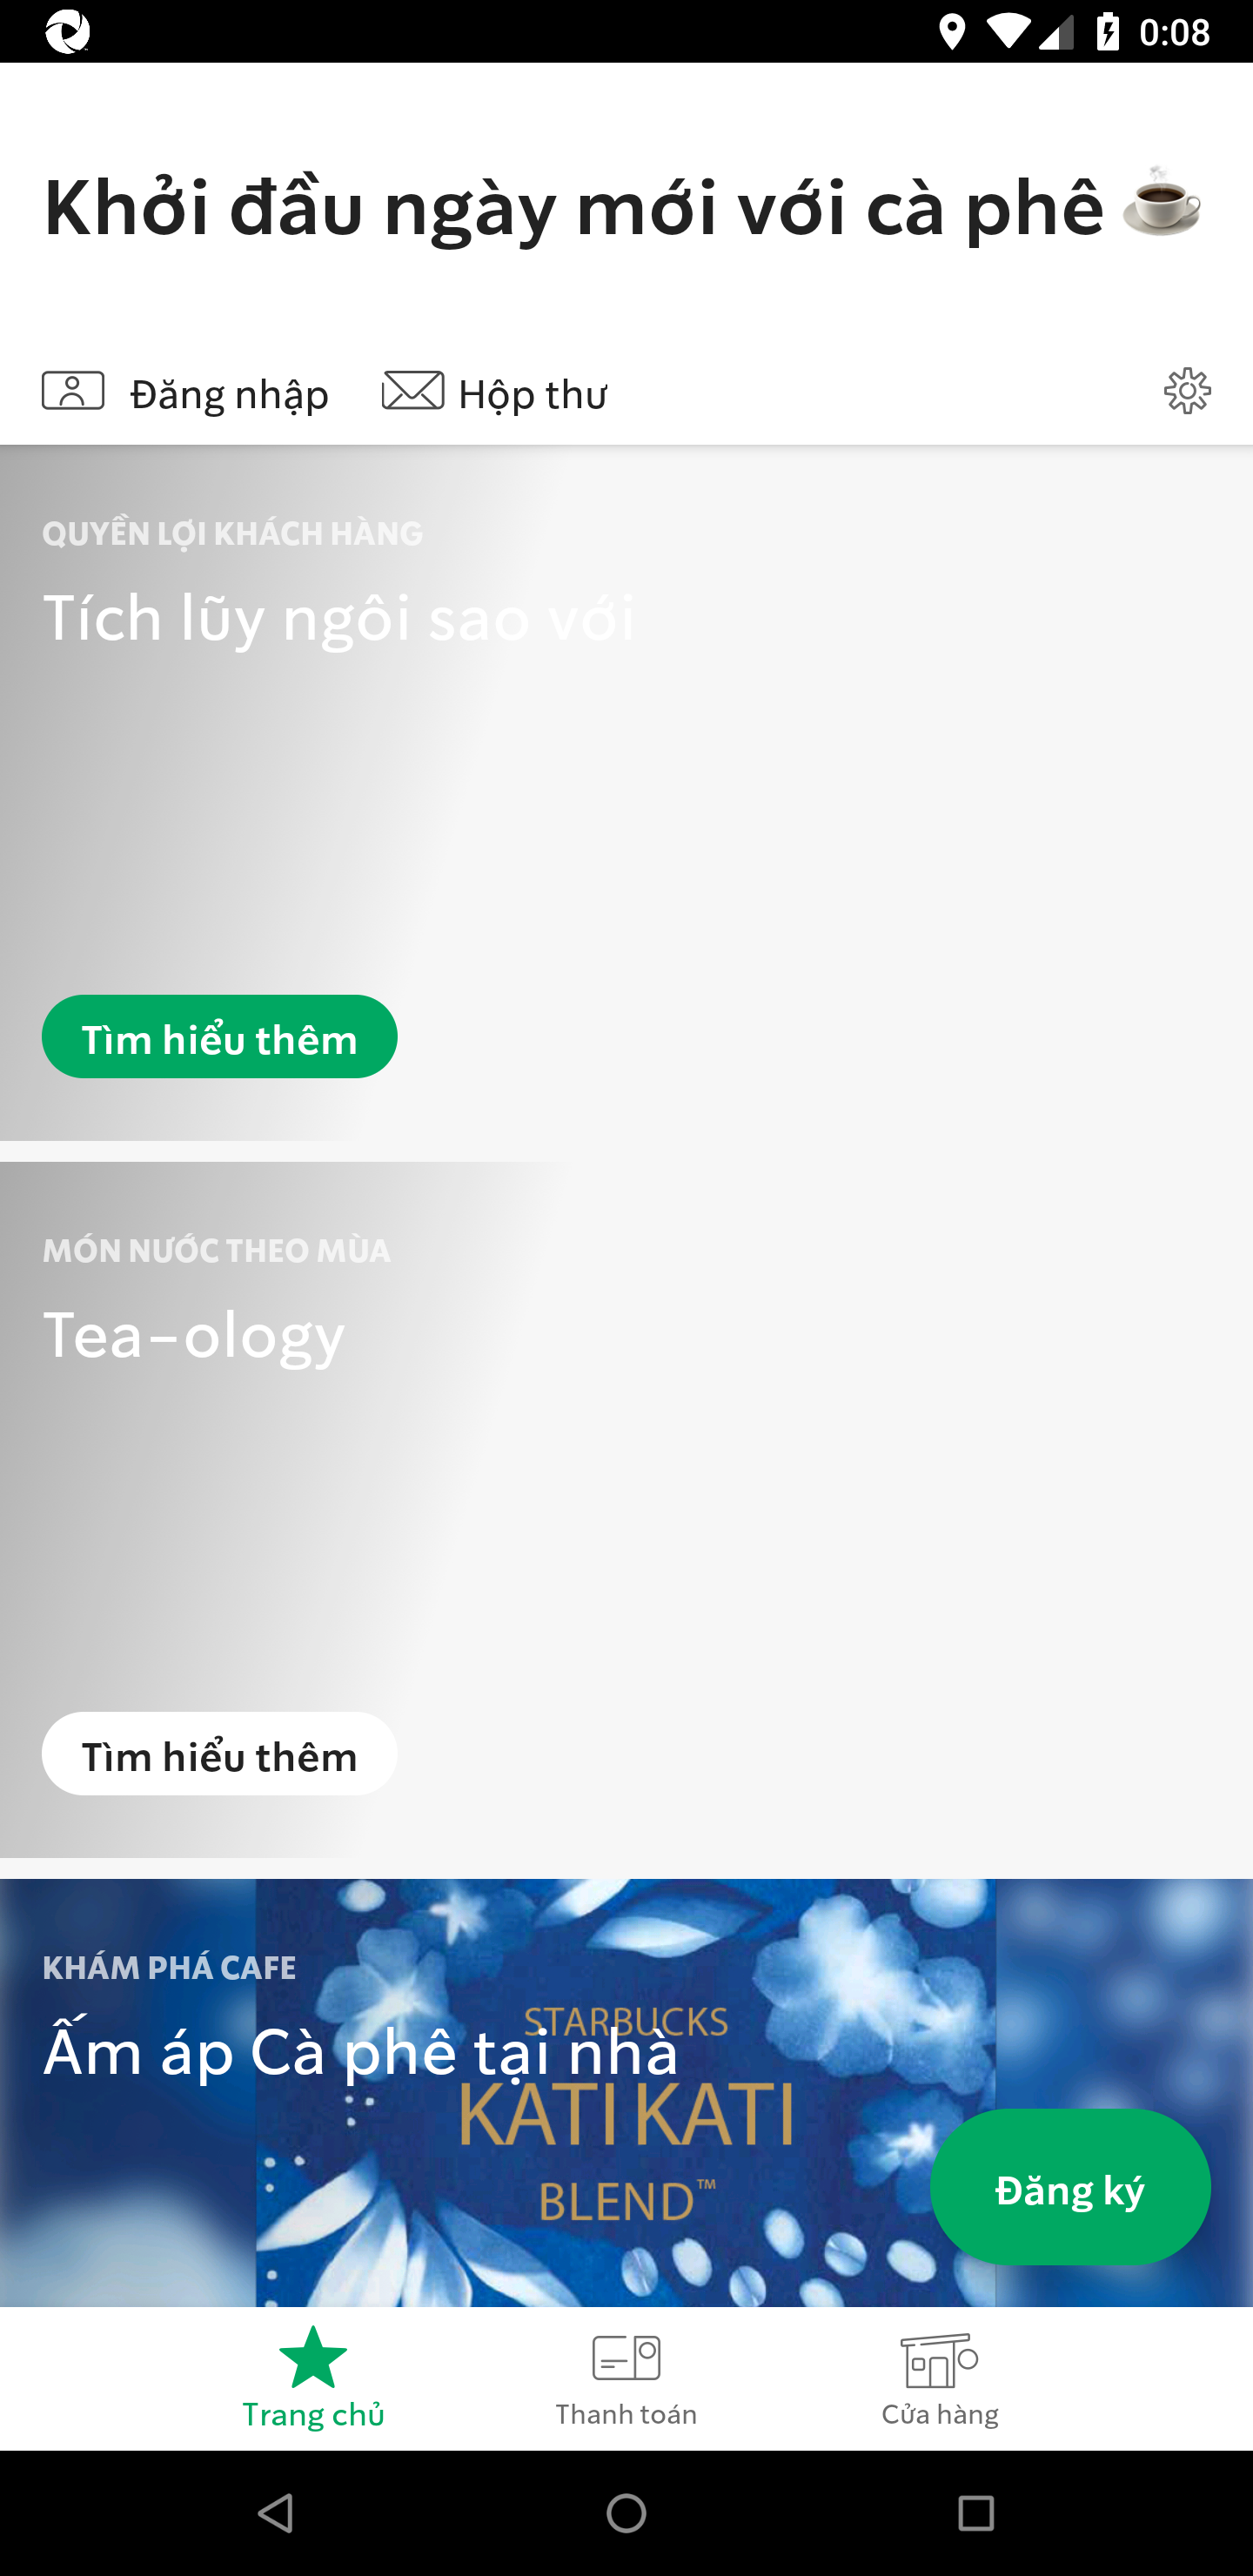 0:08
Khởi đầu ngày mới với cà phê
Đăng nhập
Hộp thư
QUYỀN LỢI KHÁCH HÀNG
Tích lũy ngôi sao với
Tìm hiểu thêm
MÓN NƯỚC THEO MÙA
Tea-ology
Tìm hiểu thêm
KHÁM PHÁ CAFE
STARBUCKS
Ấm áp Cà phê tại nhà
KATI KATI
BLEND™
Đăng ký
Trang chủ
Thanh toán
Cửa hàng